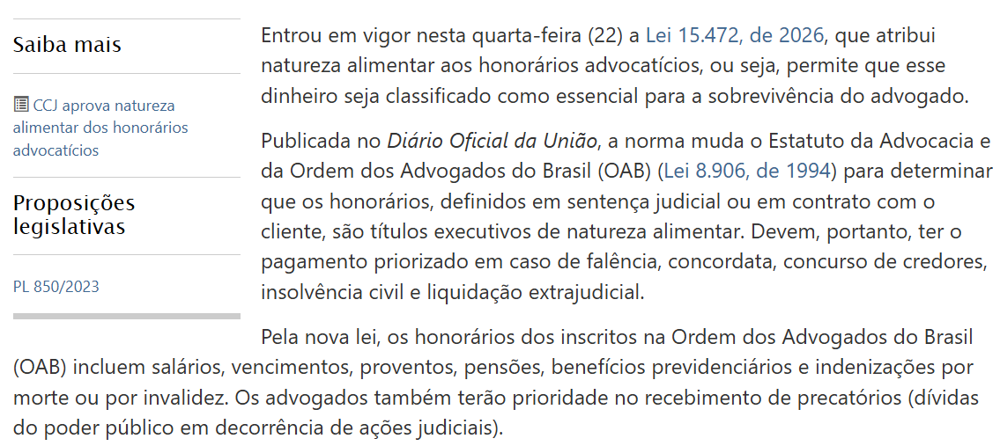 Saiba mais
CCJ aprova natureza
alimentar dos honorários
advocatícios
Proposições
legislativas
PL 850/2023
Entrou em vigor nesta quarta-feira (22) a Lei 15.472, de 2026, que atribui
natureza alimentar aos honorários advocatícios, ou seja, permite que esse
dinheiro seja classificado como essencial para a sobrevivência do advogado.
Publicada no Diário Oficial da União, a norma muda o Estatuto da Advocacia e
da Ordem dos Advogados do Brasil (OAB) (Lei 8.906, de 1994) para determinar
que os honorários, definidos em sentença judicial ou em contrato com o
cliente, são títulos executivos de natureza alimentar. Devem, portanto, ter o
pagamento priorizado em caso de falência, concordata, concurso de credores,
insolvência civil e liquidação extrajudicial.
Pela nova lei, os honorários dos inscritos na Ordem dos Advogados do Brasil
(OAB) incluem salários, vencimentos, proventos, pensões, benefícios previdenciários e indenizações por
morte ou por invalidez. Os advogados também terão prioridade no recebimento de precatórios (dívidas
do poder público em decorrência de ações judiciais).